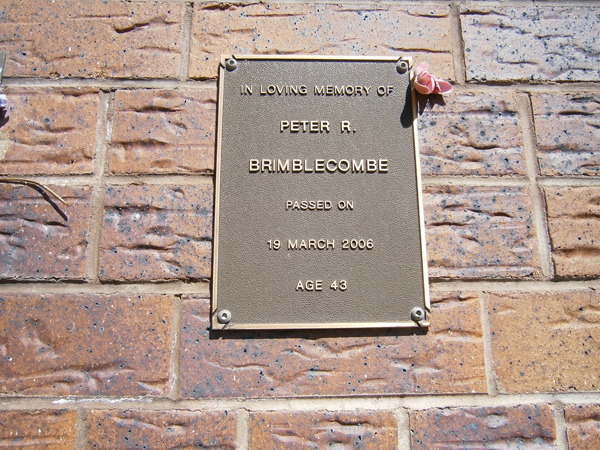 IN LOVING MEMORY OF
PETER R.
BRIMBLECOMBE
PASSED ON
19 MARCH 2006
AGE 43